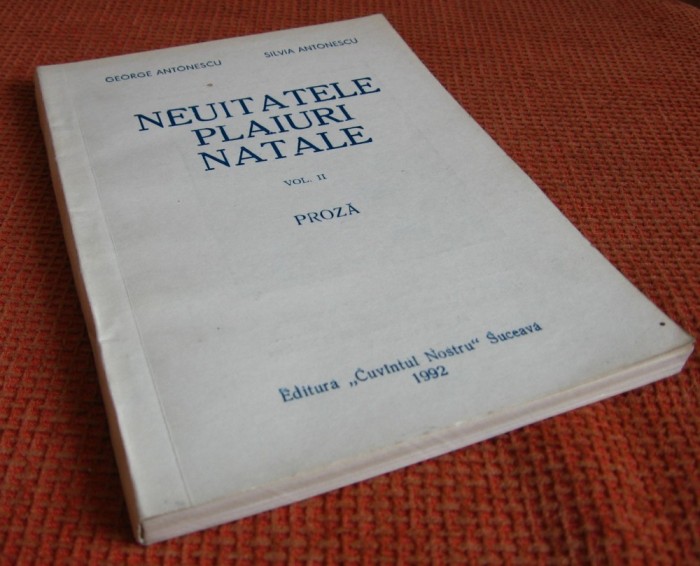 GEORGE ANTONESCU SILVIA ANTONESCU
NEUITATELE
PLAIURI
NATALE
VOL. II
PROZĂ
Editura „Cuvîntul Nostru“ Suceava
1992